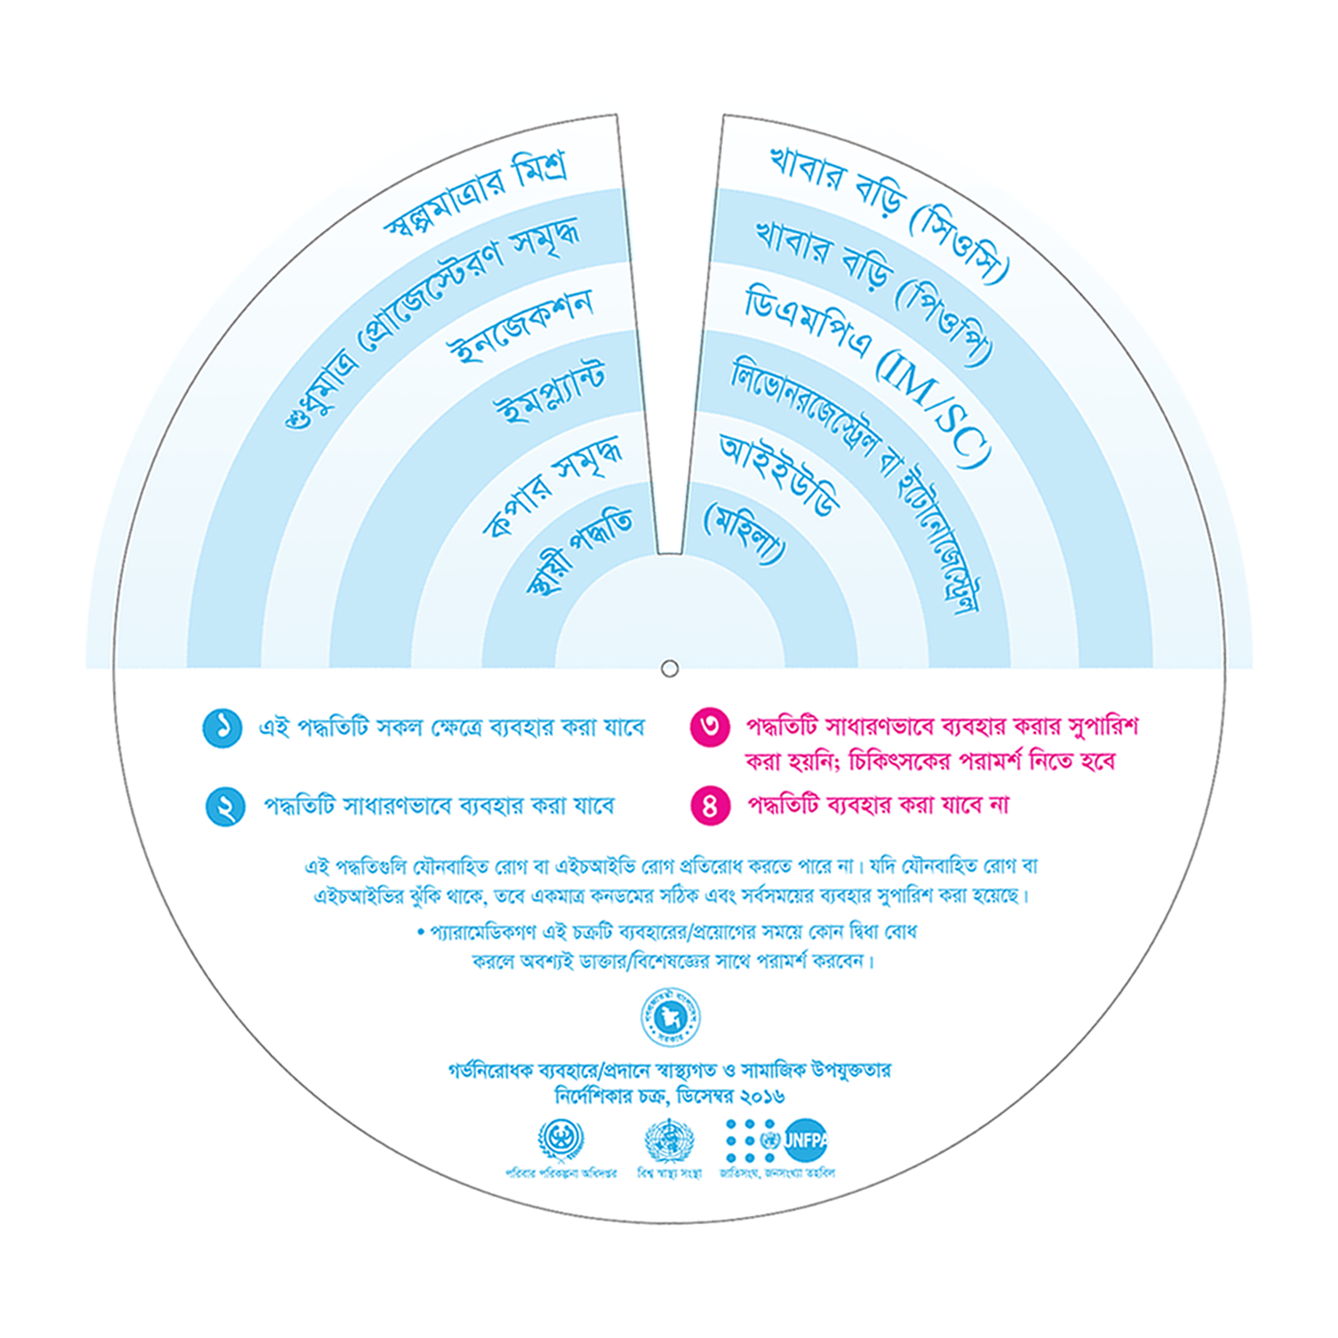 স্বল্পমাত্রার মিশ্র খাবার বড়ি (সিওসি)
শুধুমাত্র প্রোজেস্টেরণ সমৃদ্ধ খাবার বড়ি (পিওপি)
ইনজেকশন ডিএমপিএ (IM/SC)
ইমপ্ল্যান্ট লিভোনরজেস্ট্রেল বা ইটোনোজেস্ট্রেল
কপার সমৃদ্ধ আইইউডি
স্থায়ী পদ্ধতি (মহিলা)
১ এই পদ্ধতিটি সকল ক্ষেত্রে ব্যবহার করা যাবে
২ পদ্ধতিটি সাধারণভাবে ব্যবহার করা যাবে
৩ পদ্ধতিটি সাধারণভাবে ব্যবহার করার সুপারিশ
করা হয়নি; চিকিৎসকের পরামর্শ নিতে হবে
৪ পদ্ধতিটি ব্যবহার করা যাবে না
এই পদ্ধতিগুলি যৌনবাহিত রোগ বা এইচআইভি রোগ প্রতিরোধ করতে পারে না। যদি যৌনবাহিত রোগ বা
এইচআইভির ঝুঁকি থাকে, তবে একমাত্র কনডমের সঠিক এবং সর্বসময়ের ব্যবহার সুপারিশ করা হয়েছে।
• প্যারামেডিকগণ এই চক্রটি ব্যবহারের/প্রয়োগের সময়ে কোন দ্বিধা বোধ
করলে অবশ্যই ডাক্তার/বিশেষজ্ঞের সাথে পরামর্শ করবেন।
গণপ্রজাতন্ত্রী বাংলাদেশ
সরকার
গর্ভনিরোধক ব্যবহারে/প্রদানে স্বাস্থ্যগত ও সামাজিক উপযুক্ততার
নির্দেশিকার চক্র, ডিসেম্বর ২০১৬
UNFPA
পরিবার পরিকল্পনা অধিদপ্তর
বিশ্ব স্বাস্থ্য সংস্থা
জাতিসংঘ, জনসংখ্যা তহবিল